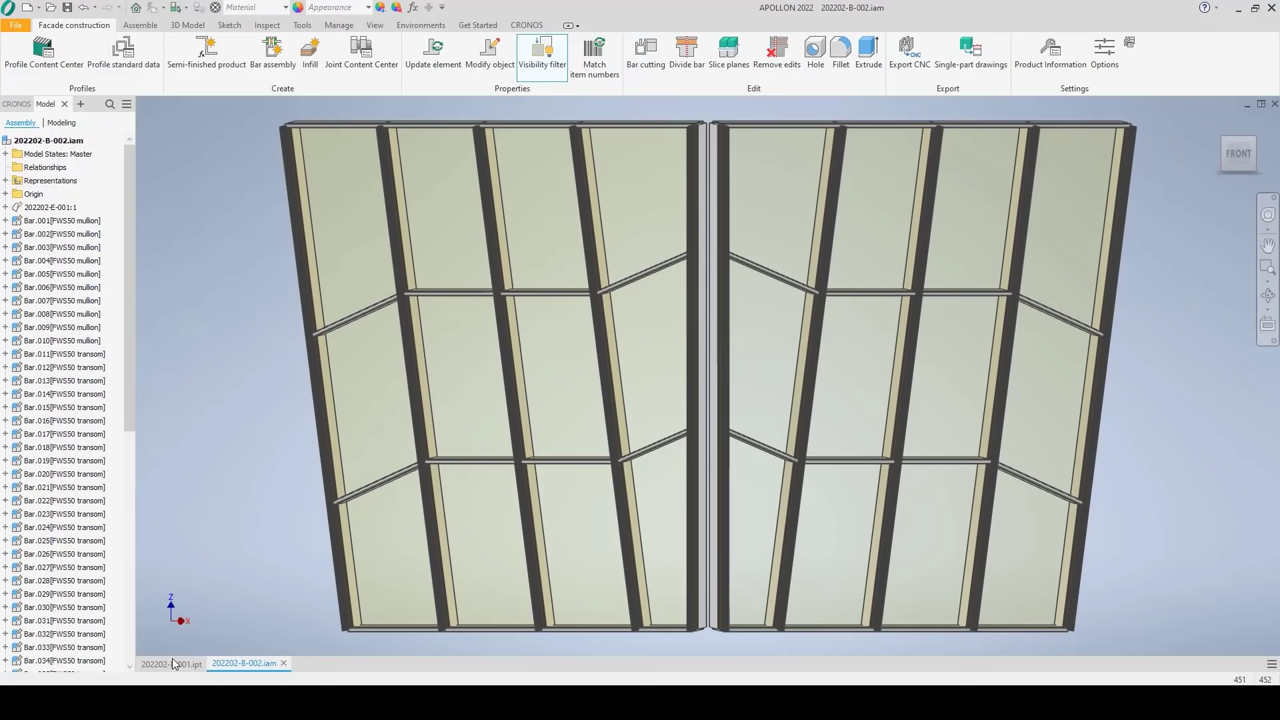 Material
Appearance
APOLLON 2022   202202-B-002.iam
File
Facade construction
Assemble
3D Model
Sketch
Inspect
Tools
Manage
View
Environments
Get Started
CRONOS
Profile Content Center
Profile standard data
Semi-finished product
Bar assembly
Infill
Joint Content Center
Update element
Modify object
Visibility filter
Match
item numbers
Bar cutting
Divide bar
Slice planes
Remove edits
Hole
Fillet
Extrude
Export CNC
Single-part drawings
Product Information
Options
Profiles
Create
Properties
Edit
Export
Settings
CRONOS
Model
Assembly
Modeling
202202-B-002.iam
Model States: Master
Relationships
Representations
Origin
202202-E-001:1
Bar.001[FWS50 mullion]
Bar.002[FWS50 mullion]
Bar.003[FWS50 mullion]
Bar.004[FWS50 mullion]
Bar.005[FWS50 mullion]
Bar.006[FWS50 mullion]
Bar.007[FWS50 mullion]
Bar.008[FWS50 mullion]
Bar.009[FWS50 mullion]
Bar.010[FWS50 mullion]
Bar.011[FWS50 transom]
Bar.012[FWS50 transom]
Bar.013[FWS50 transom]
Bar.014[FWS50 transom]
Bar.015[FWS50 transom]
Bar.016[FWS50 transom]
Bar.017[FWS50 transom]
Bar.018[FWS50 transom]
Bar.019[FWS50 transom]
Bar.020[FWS50 transom]
Bar.021[FWS50 transom]
Bar.022[FWS50 transom]
Bar.023[FWS50 transom]
Bar.024[FWS50 transom]
Bar.025[FWS50 transom]
Bar.026[FWS50 transom]
Bar.027[FWS50 transom]
Bar.028[FWS50 transom]
Bar.029[FWS50 transom]
Bar.030[FWS50 transom]
Bar.031[FWS50 transom]
Bar.032[FWS50 transom]
Bar.033[FWS50 transom]
Bar.034[FWS50 transom]
FRONT
Z
X
202202-B-002.iam
451 452